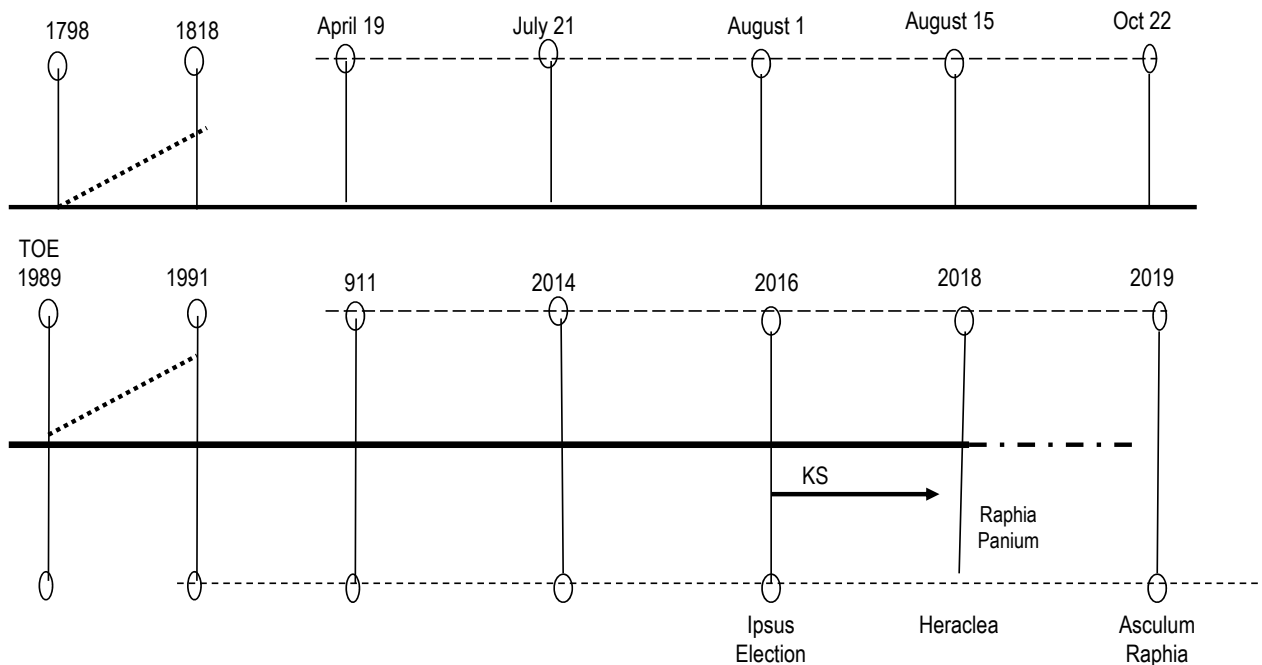 1798
1818
April 19
July 21
August 1
August 15
Oct 22
TOE
1989
1991
911
2014
2016
2018
2019
KS
Raphia
Panium
Ipsus
Election
Heraclea
Asculum
Raphia